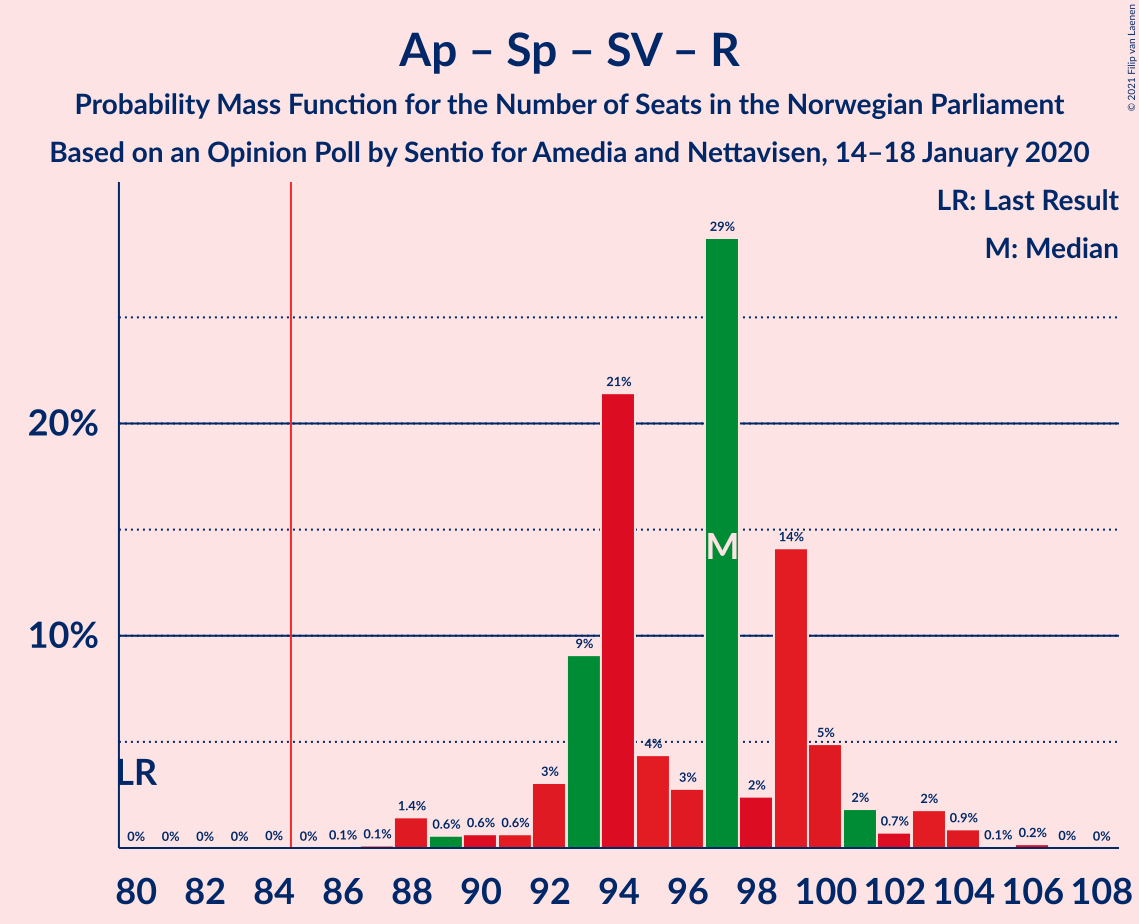 © 2021 Filip van Laenen
Ap – Sp – SV – R
Probability Mass Function for the Number of Seats in the Norwegian Parliament
Based on an Opinion Poll by Sentio for Amedia and Nettavisen, 14–18 January 2020
LR: Last Result
M: Median
20%
10%
LR
M
0% 0% 0% 0% 0% 0% 0.1% 0.1% 1.4% 0.6% 0.6% 0.6% 3% 9% 21% 4% 3% 29% 2% 14% 5% 2% 0.7% 2% 0.9% 0.1% 0.2% 0% 0%
80 82 84 86 88 90 92 94 96 98 100 102 104 106 108